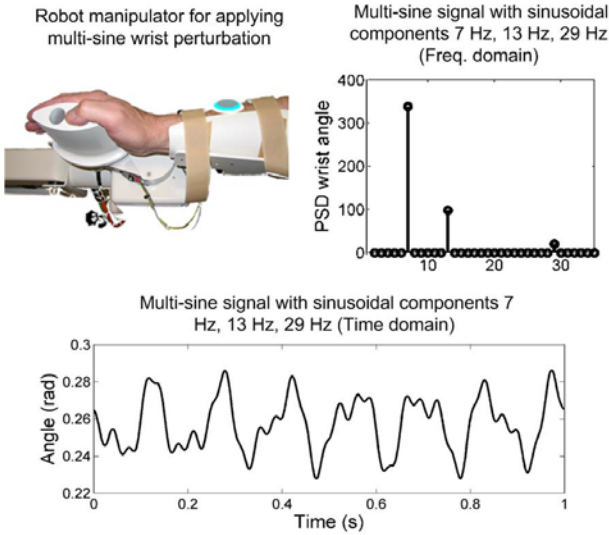 Robot manipulator for applying
multi-sine wrist perturbation
Multi-sine signal with sinusoidal
components 7 Hz, 13 Hz, 29 Hz
(Freq. domain)
PSD wrist angle
400
300
200
100
0
10
20
30
Multi-sine signal with sinusoidal components 7
Hz, 13 Hz, 29 Hz (Time domain)
Angle (rad)
0.3
0.28
0.26
0.24
0.22
0
0.2
0.4
0.6
0.8
1
Time (s)